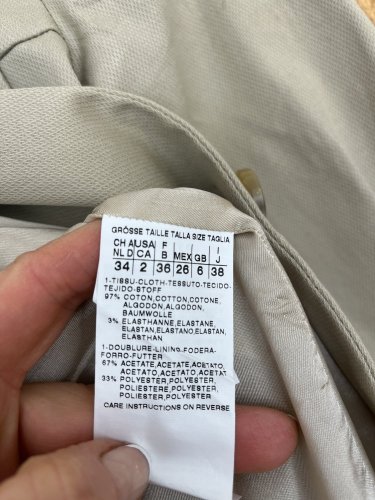 GRÖSSE TAILLE TALLA SIZE TAGLIA
CH A USA F I
NL D CA B MEX GB J
34 2 36 26 6 38
1-TISSU-CLOTH-TESSUTO-TECIDO-
TEJIDO-STOFF
97% COTON,COTTON,COTONE,
ALGODON,ALGODON,
BAUMWOLLE
3% ELASTHANNE,ELASTANE,
ELASTAN,ELASTANO,ELASTAN,
ELASTHAN
1-DOUBLURE-LINING-FODERA-
FORRO-FUTTER
67% ACETATE,ACETATE,ACETATO,
ACETATO,ACETATO,ACETAT
33% POLYESTER,POLYESTER,
POLIESTERE,POLIESTER,
POLYESTER,POLYESTER
CARE INSTRUCTIONS ON REVERSE